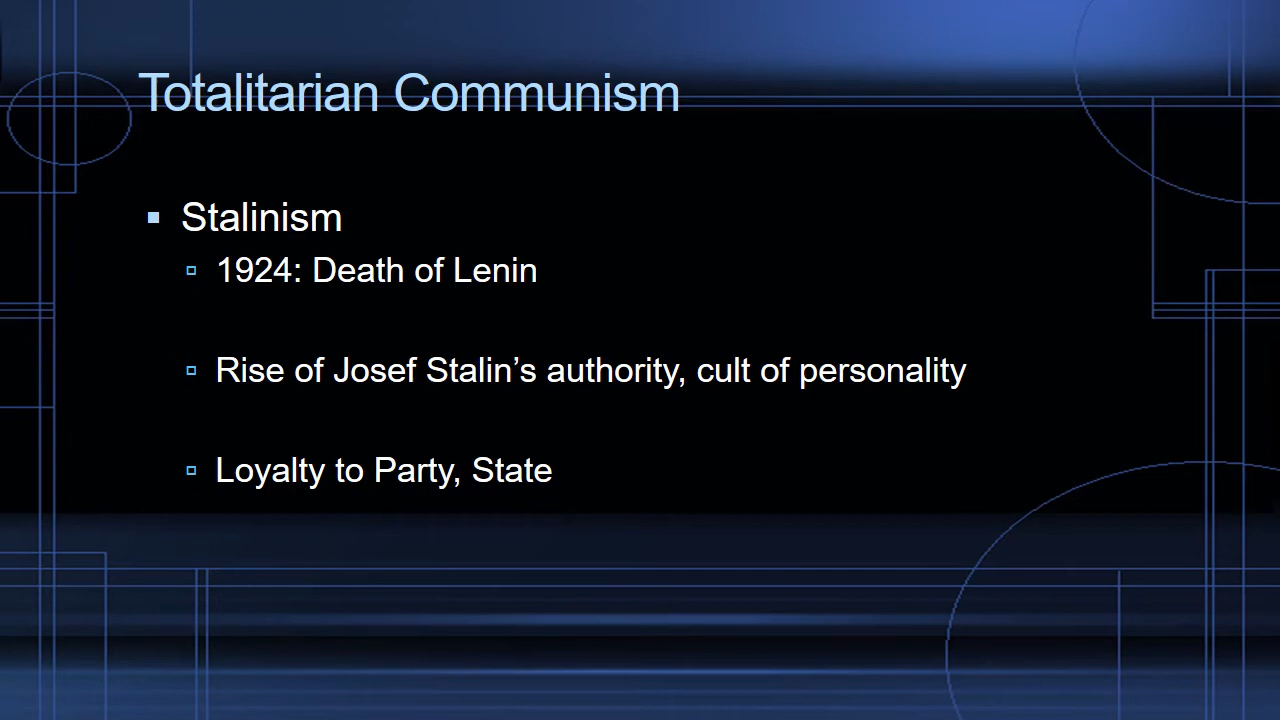 Totalitarian Communism
Stalinism
1924: Death of Lenin
Rise of Josef Stalin’s authority, cult of personality
Loyalty to Party, State